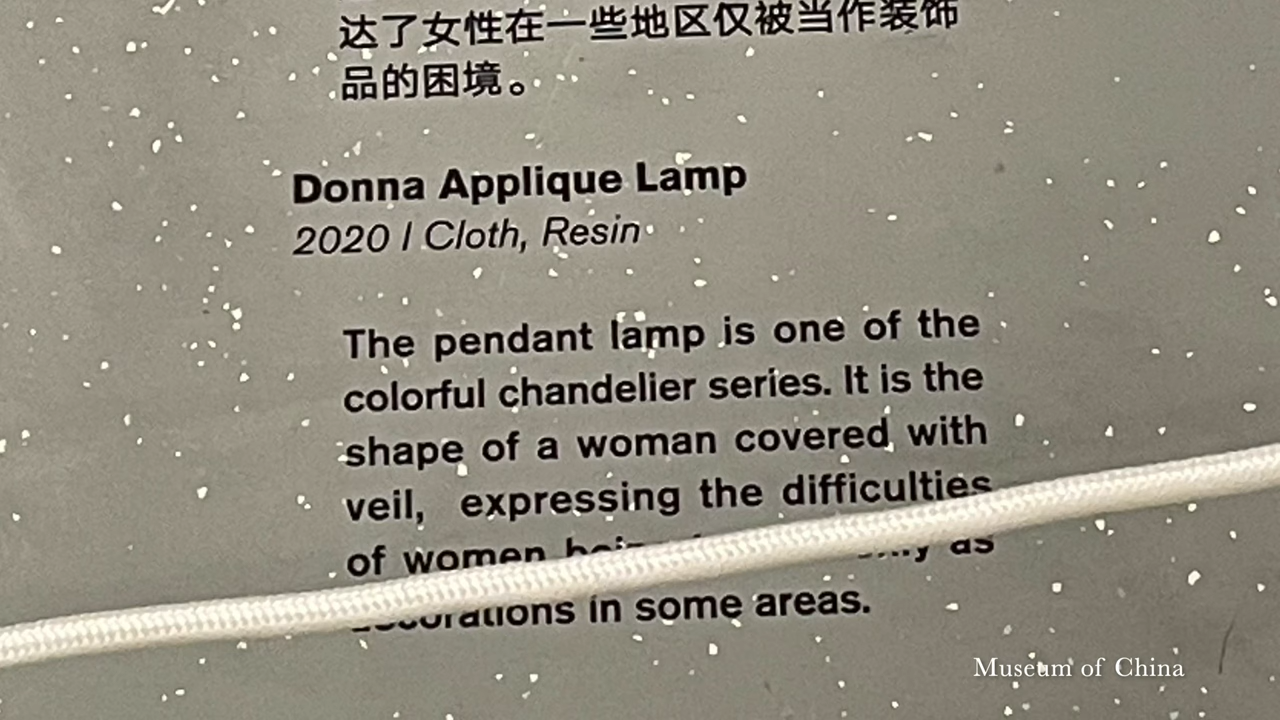 达了女性在一些地区仅被当作装饰
品的困境。
Donna Applique Lamp
2020 / Cloth, Resin
The pendant lamp is one of the
colorful chandelier series. It is the
shape of a woman covered with
veil, expressing the difficulties
of women as
in some areas.
Museum of China